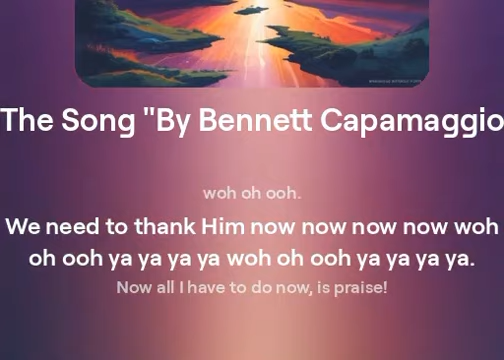 The Song "By Bennett Capamaggio
woh oh ooh.
We need to thank Him now now now now woh
oh ooh ya ya ya ya woh oh ooh ya ya ya ya.
Now all I have to do now, is praise!